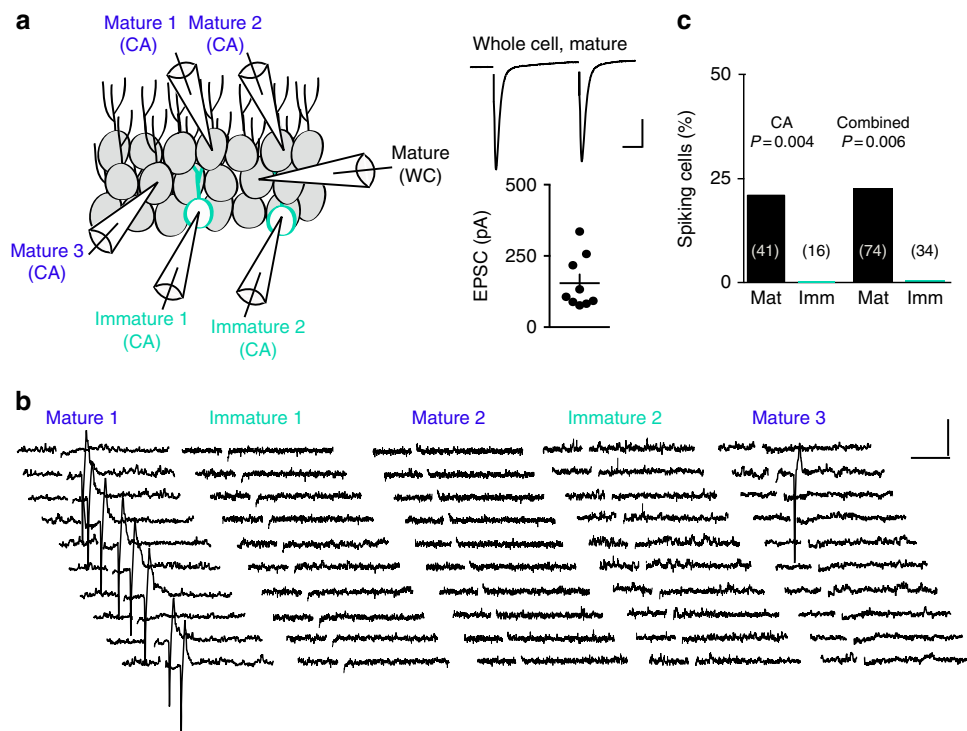 a
Mature 1
(CA)
Mature 2
(CA)
Mature
(WC)
Mature 3
(CA)
Immature 1
(CA)
Immature 2
(CA)
Whole cell, mature
EPSC (pA)
500
250
0
c
Spiking cells (%)
50
25
0
CA
P = 0.004
Combined
P = 0.006
(41)
(16)
(74)
(34)
Mat
Imm
Mat
Imm
b
Mature 1
Immature 1
Mature 2
Immature 2
Mature 3